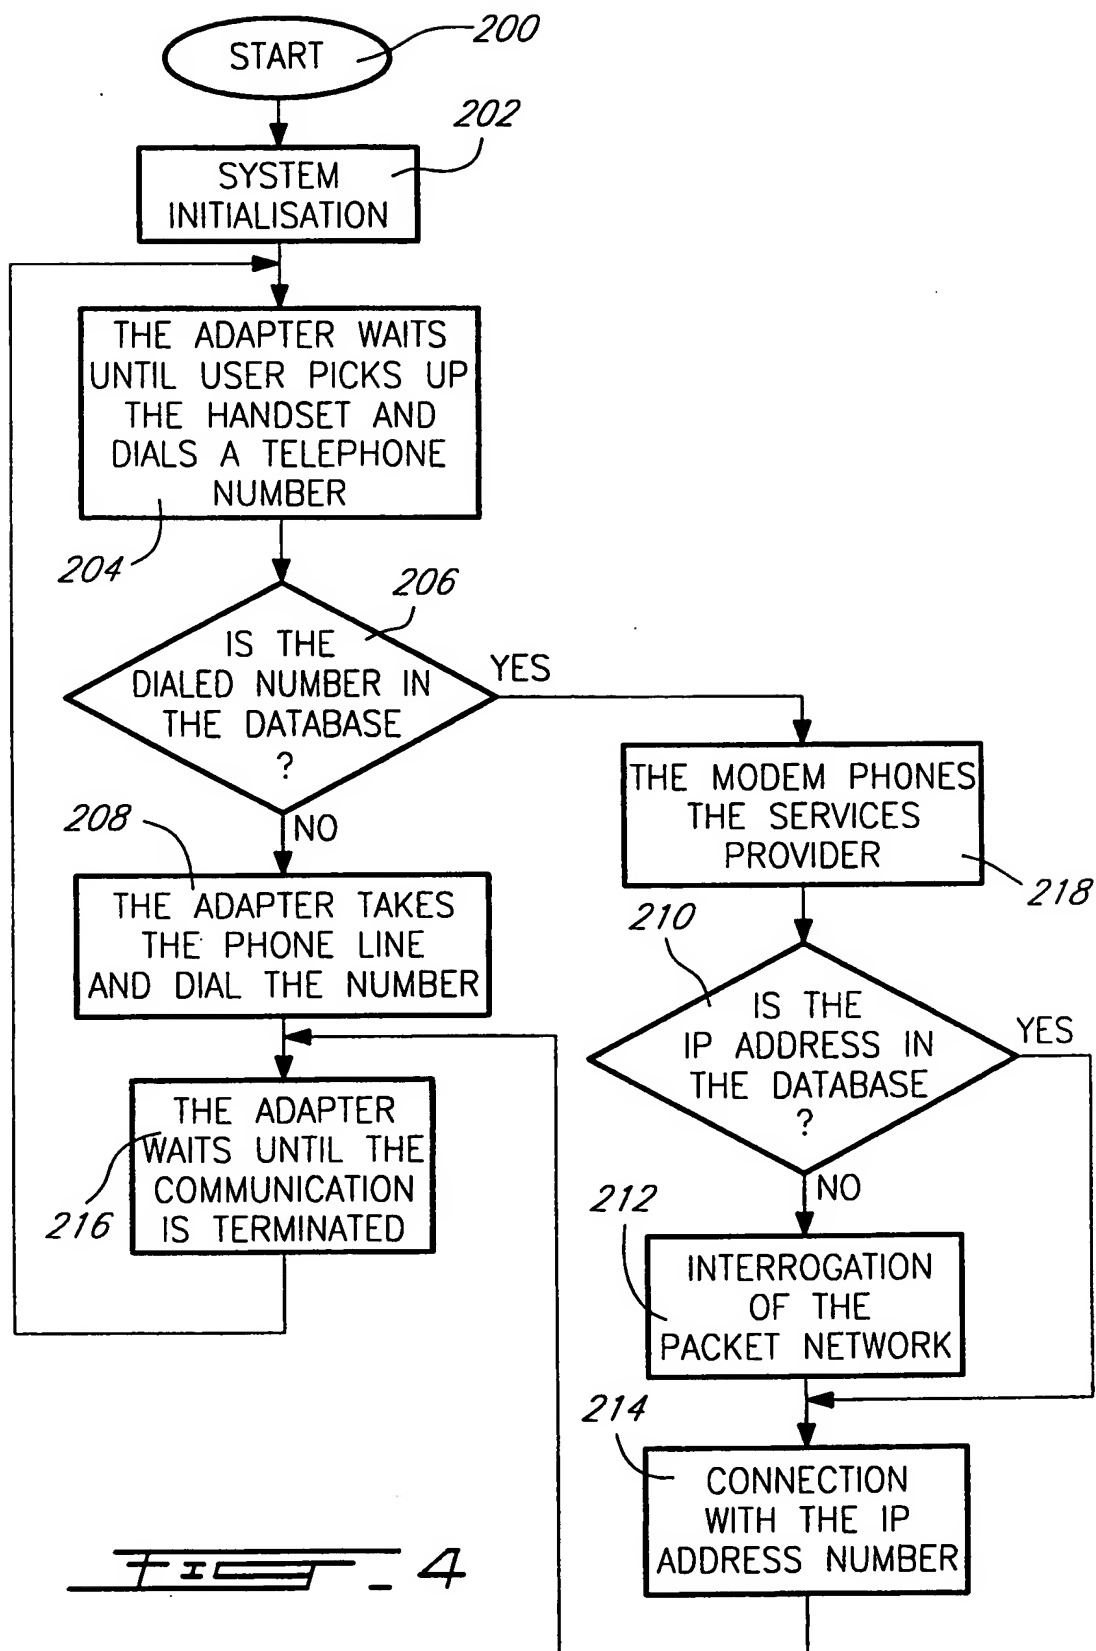 START
200
202
SYSTEM
INITIALISATION
THE ADAPTER WAITS
UNTIL USER PICKS UP
THE HANDSET AND
DIALS A TELEPHONE
NUMBER
204
206
IS THE
DIALED NUMBER IN
THE DATABASE
?
YES
NO
208
THE ADAPTER TAKES
THE PHONE LINE
AND DIAL THE NUMBER
THE ADAPTER
WAITS UNTIL THE
COMMUNICATION
IS TERMINATED
216
THE MODEM PHONES
THE SERVICES
PROVIDER
218
210
IS THE
IP ADDRESS IN
THE DATABASE
?
YES
NO
212
INTERROGATION
OF THE
PACKET NETWORK
214
CONNECTION
WITH THE IP
ADDRESS NUMBER
FIG_4